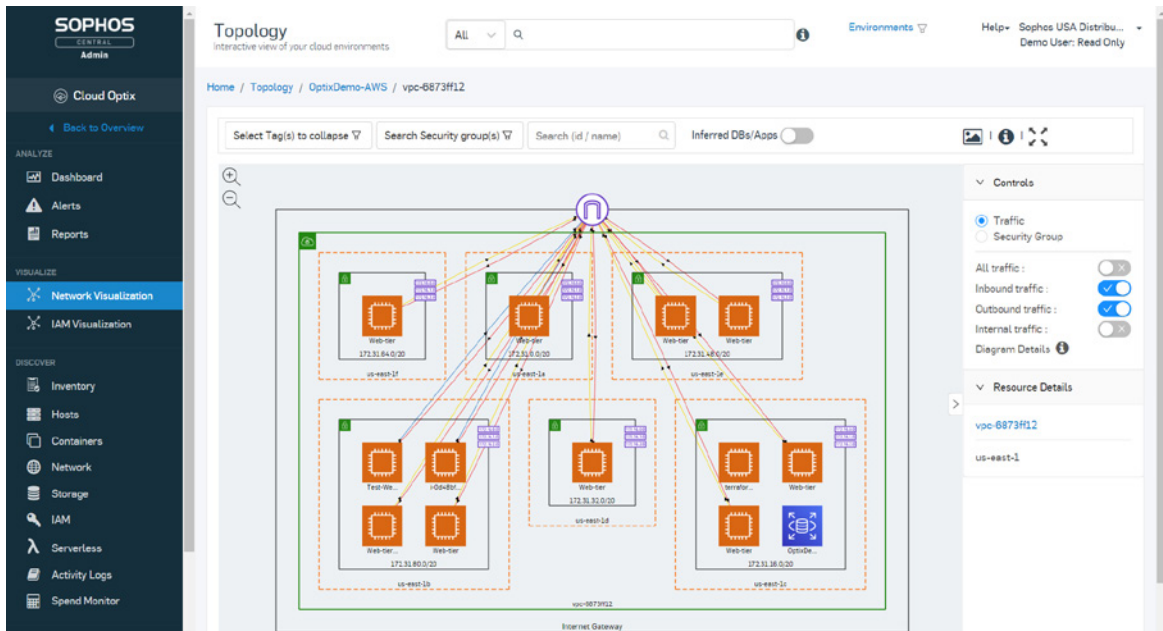 SOPHOS
CENTRAL
Admin
Cloud Optix
Back to Overview
ANALYZE
Dashboard
Alerts
Reports
VISUALIZE
Network Visualization
IAM Visualization
DISCOVER
Inventory
Hosts
Containers
Network
Storage
IAM
Serverless
Activity Logs
Spend Monitor
Topology
Interactive view of your cloud environments
All
Environments
Help
Sophos USA Distribu...
Demo User: Read Only
Home / Topology / OptixDemo-AWS / vpc-6873ff12
Select Tag(s) to collapse
Search Security group(s)
Search (id / name)
Inferred DBs/Apps
Web-tier
172.31.64.0/20
us-east-1f
Web-tier
172.31.0.0/20
us-east-1a
Web-tier
Web-tier
172.31.48.0/20
us-east-1e
Test-We...
i-0d48bf...
Web-tier...
Web-tier
172.31.80.0/20
us-east-1b
Web-tier
172.31.32.0/20
us-east-1d
terrafor...
Web-tier
Web-tier
OptixDe...
172.31.16.0/20
us-east-1c
vpc-6873ff12
Internet Gateway
Controls
Traffic
Security Group
All traffic :
Inbound traffic :
Outbound traffic :
Internal traffic :
Diagram Details
Resource Details
vpc-6873ff12
us-east-1